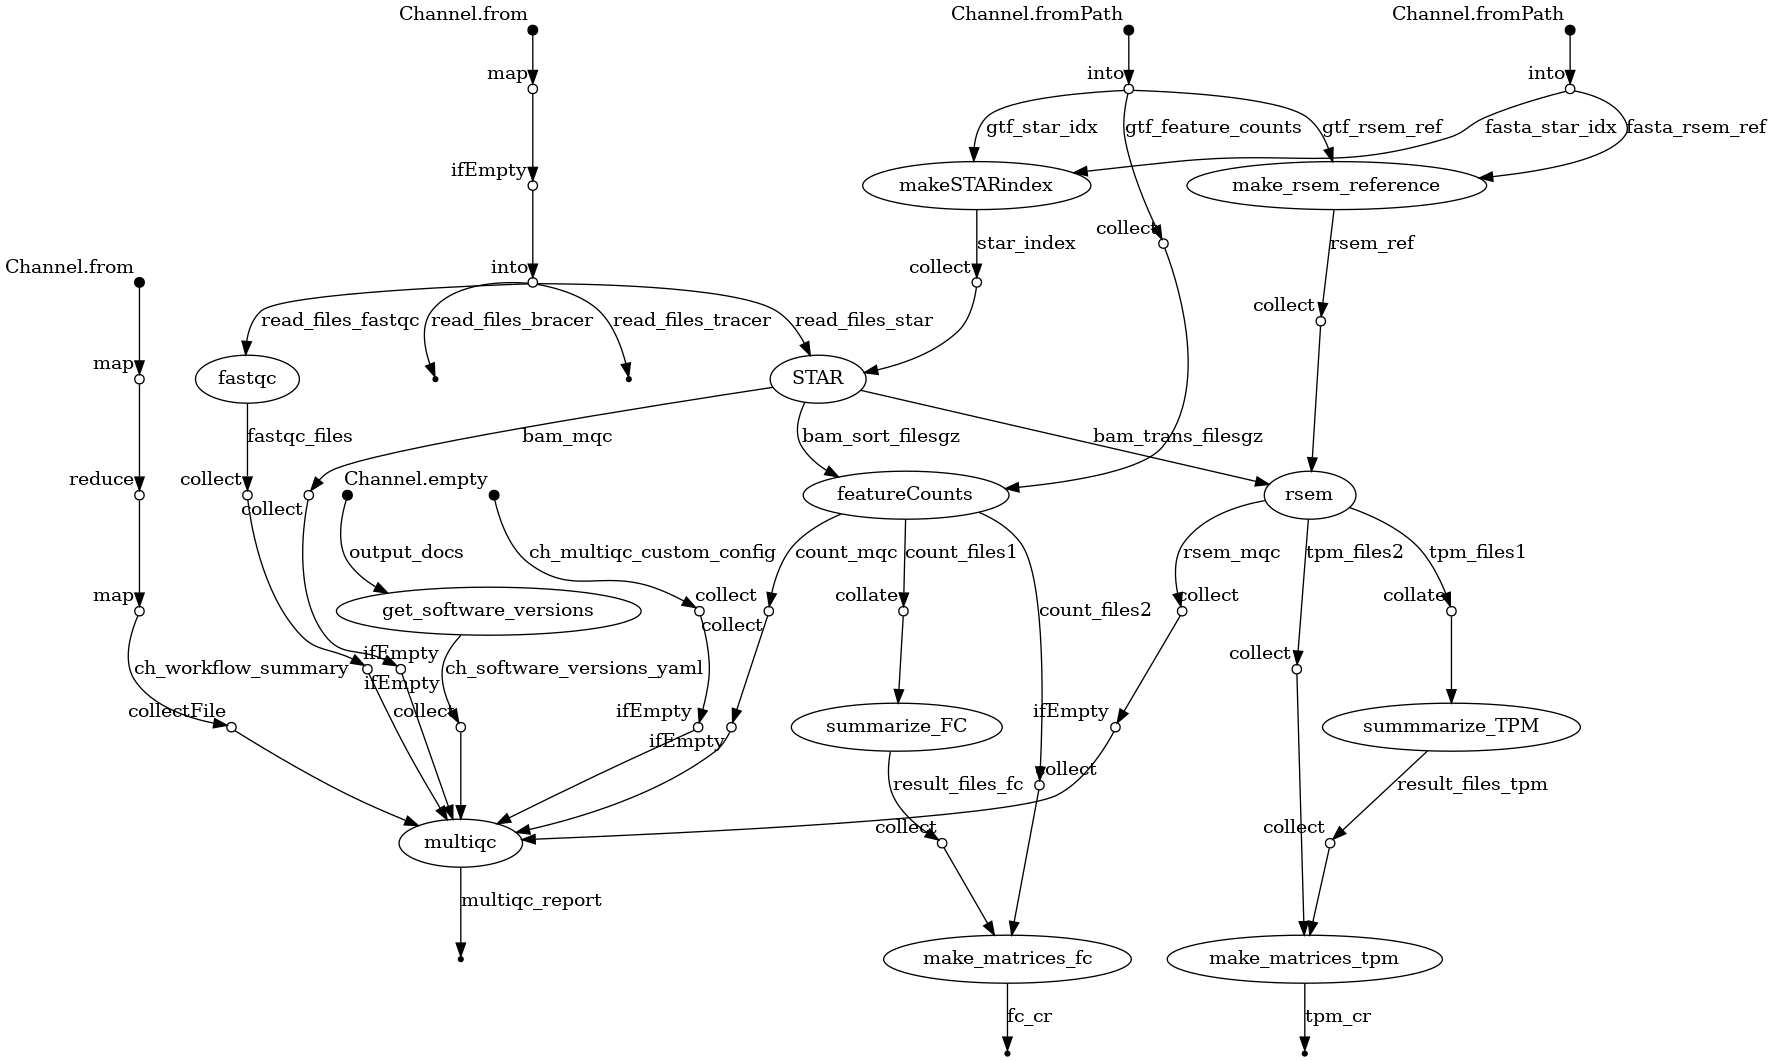 Channel.from
Channel.fromPath
Channel.fromPath
map
into
into
gtf_star_idx
gtf_feature_counts
gtf_rsem_ref
fasta_star_idx
fasta_rsem_ref
ifEmpty
makeSTARindex
make_rsem_reference
collect
star_index
rsem_ref
Channel.from
into
collect
collect
read_files_fastqc
read_files_bracer
read_files_tracer
read_files_star
map
fastqc
STAR
fastqc_files
bam_mqc
bam_sort_filesgz
bam_trans_filesgz
reduce
collect
collect
Channel.empty
featureCounts
rsem
output_docs
ch_multiqc_custom_config
count_mqc
count_files1
rsem_mqc
tpm_files2
tpm_files1
map
get_software_versions
collect
collect
collate
count_files2
collect
collate
ch_workflow_summary
ifEmpty
ifEmpty
ch_software_versions_yaml
collect
collectFile
collect
ifEmpty
ifEmpty
summarize_FC
ifEmpty
summmarize_TPM
result_files_fc
collect
result_files_tpm
multiqc
collect
collect
multiqc_report
make_matrices_fc
make_matrices_tpm
fc_cr
tpm_cr